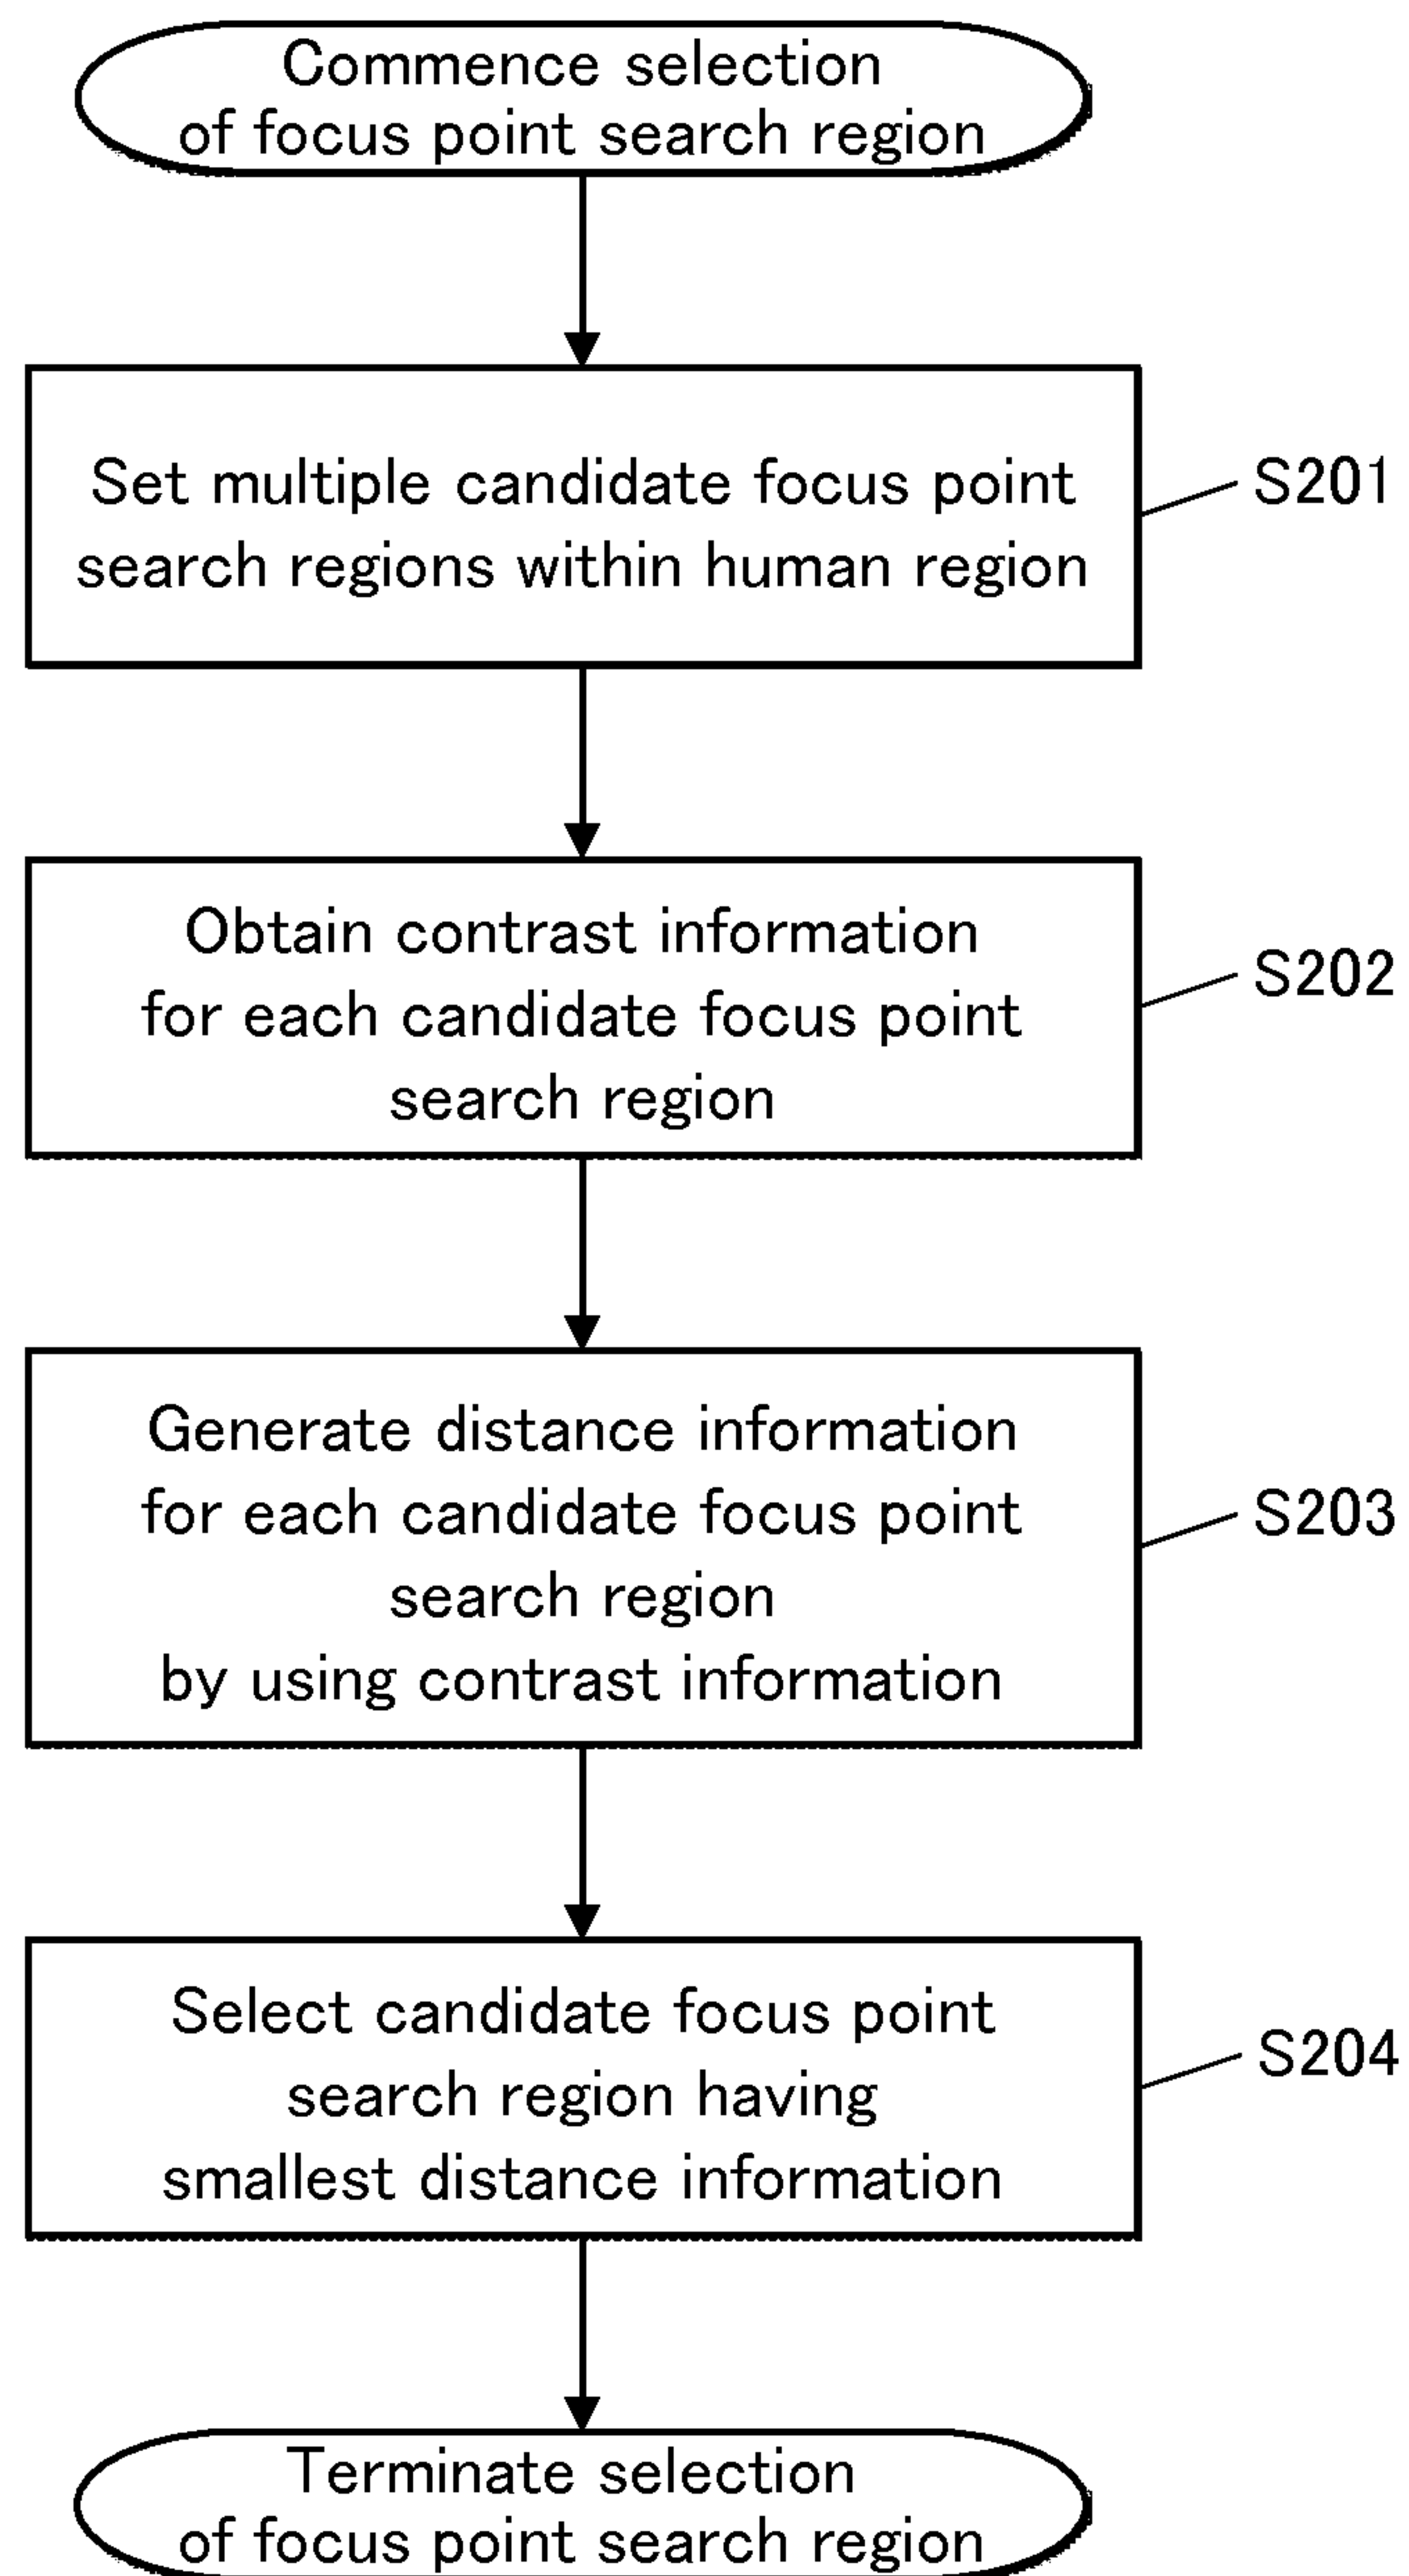 Commence selection
of focus point search region
Set multiple candidate focus point
search regions within human region
S201
Obtain contrast information
for each candidate focus point
search region
S202
Generate distance information
for each candidate focus point
search region
by using contrast information
S203
Select candidate focus point
search region having
smallest distance information
S204
Terminate selection
of focus point search region